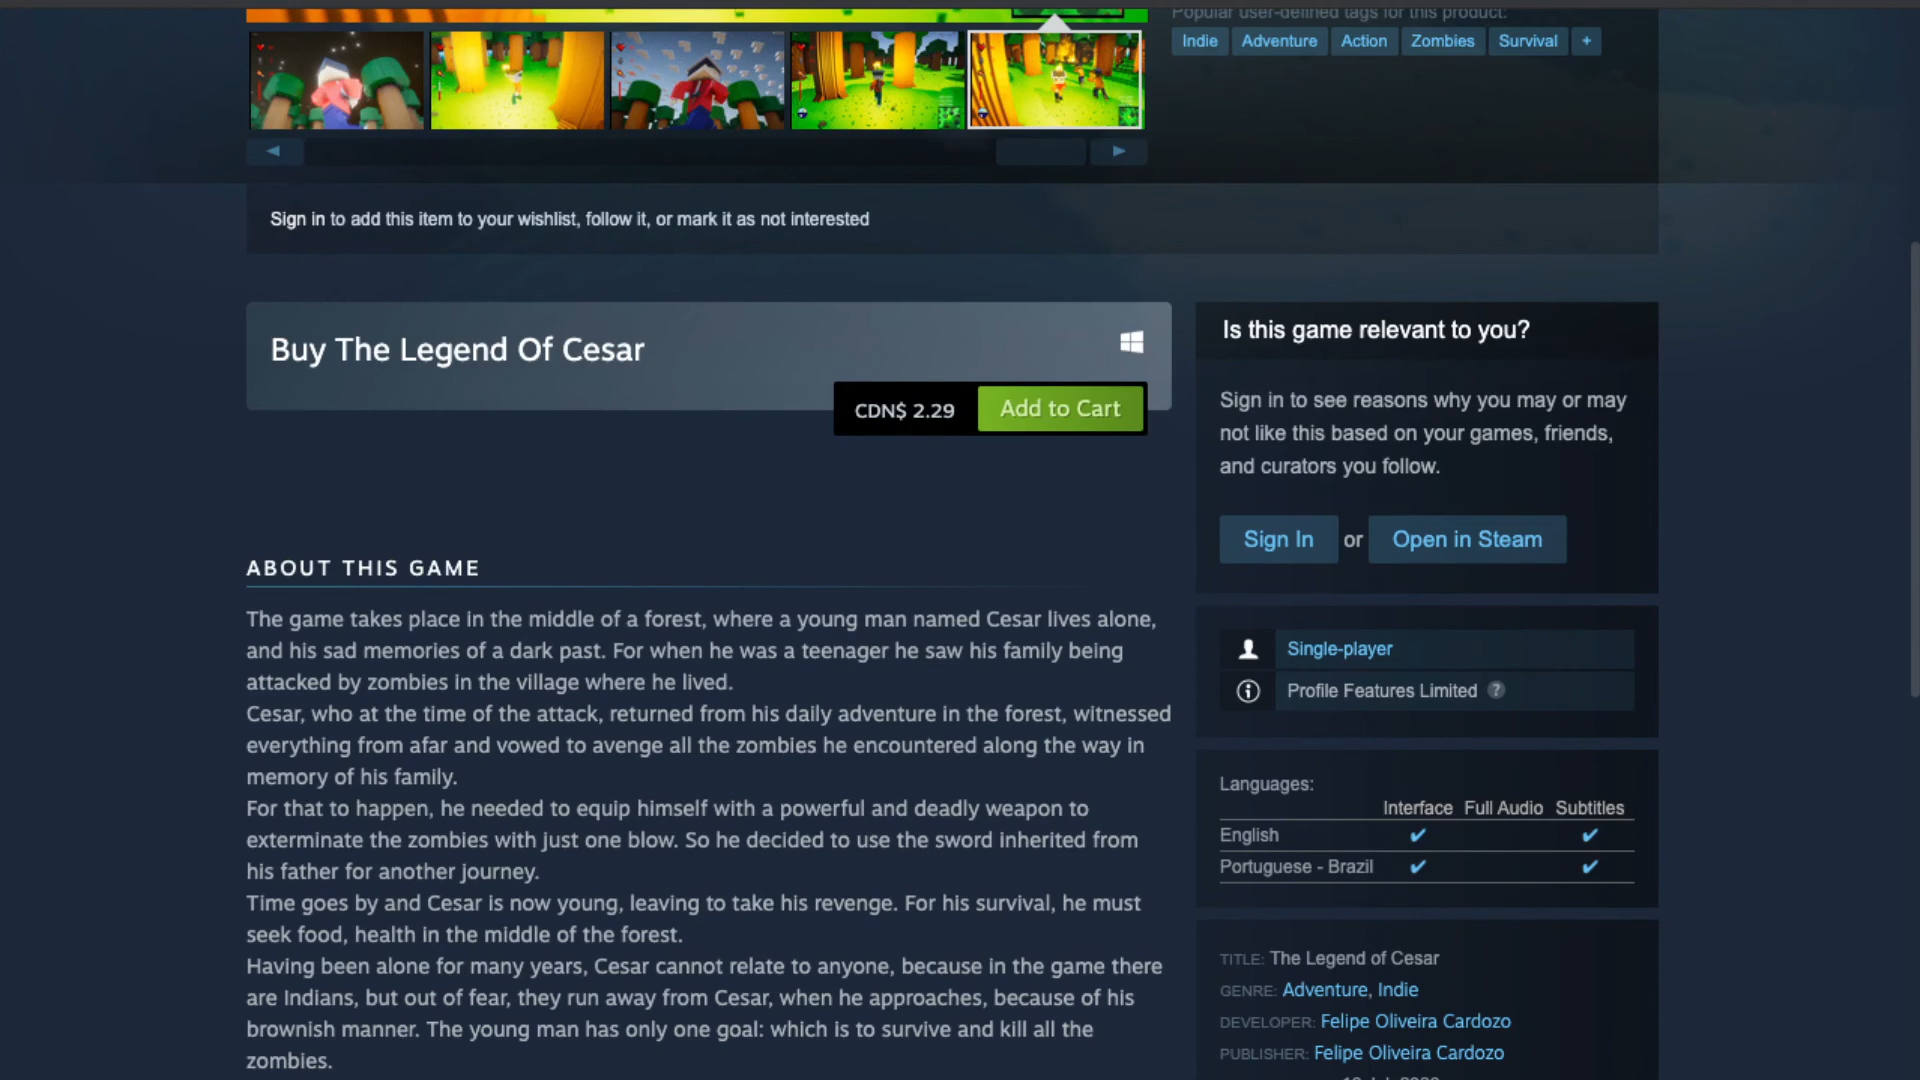 Popular user-defined tags for this product:
Indie Adventure Action Zombies Survival +
Sign in to add this item to your wishlist, follow it, or mark it as not interested
Buy The Legend Of Cesar
CDN$ 2.29 Add to Cart
ABOUT THIS GAME
The game takes place in the middle of a forest, where a young man named Cesar lives alone,
and his sad memories of a dark past. For when he was a teenager he saw his family being
attacked by zombies in the village where he lived.
Cesar, who at the time of the attack, returned from his daily adventure in the forest, witnessed
everything from afar and vowed to avenge all the zombies he encountered along the way in
memory of his family.
For that to happen, he needed to equip himself with a powerful and deadly weapon to
exterminate the zombies with just one blow. So he decided to use the sword inherited from
his father for another journey.
Time goes by and Cesar is now young, leaving to take his revenge. For his survival, he must
seek food, health in the middle of the forest.
Having been alone for many years, Cesar cannot relate to anyone, because in the game there
are Indians, but out of fear, they run away from Cesar, when he approaches, because of his
brownish manner. The young man has only one goal: which is to survive and kill all the
zombies.
Is this game relevant to you?
Sign in to see reasons why you may or may
not like this based on your games, friends,
and curators you follow.
Sign In or Open in Steam
Single-player
Profile Features Limited ?
Languages:
Interface Full Audio Subtitles
English ✔ ✔
Portuguese - Brazil ✔ ✔
TITLE: The Legend of Cesar
GENRE: Adventure, Indie
DEVELOPER: Felipe Oliveira Cardozo
PUBLISHER: Felipe Oliveira Cardozo